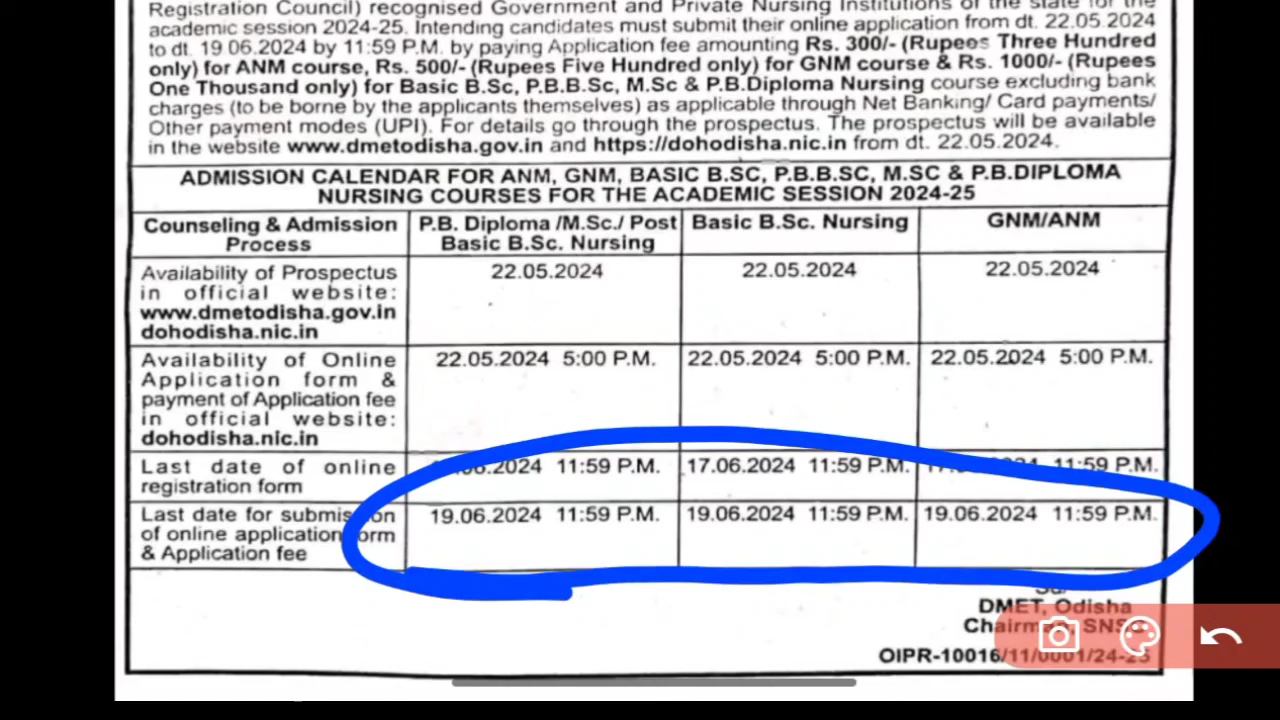 Registration Council) recognised Government and Private Nursing Institutions of the state for the
academic session 2024-25. Intending candidates must submit their online application from dt. 22.05.2024
to dt. 19.06.2024 by 11:59 P.M. by paying Application fee amounting Rs. 300/- (Rupees Three Hundred
only) for ANM course, Rs. 500/- (Rupees Five Hundred only) for GNM course & Rs. 1000/- (Rupees
One Thousand only) for Basic B.Sc, P.B.B.Sc, M.Sc & P.B.Diploma Nursing course excluding bank
charges (to be borne by the applicants themselves) as applicable through Net Banking/ Card payments/
Other payment modes (UPI). For details go through the prospectus. The prospectus will be available
in the website www.dmetodisha.gov.in and https://dohodisha.nic.in from dt. 22.05.2024.
ADMISSION CALENDAR FOR ANM, GNM, BASIC B.SC, P.B.B.SC, M.SC & P.B.DIPLOMA
NURSING COURSES FOR THE ACADEMIC SESSION 2024-25
Counseling & Admission
Process
P.B. Diploma /M.Sc./ Post
Basic B.Sc. Nursing
Basic B.Sc. Nursing
GNM/ANM
Availability of Prospectus
in official website:
www.dmetodisha.gov.in
dohodisha.nic.in
22.05.2024
22.05.2024
22.05.2024
Availability of Online
Application form &
payment of Application fee
in official website:
dohodisha.nic.in
22.05.2024 5:00 P.M.
22.05.2024 5:00 P.M.
22.05.2024 5:00 P.M.
Last date of online
registration form
11:59 P.M.
17.06.2024 11:59 P.M.
11:59 P.M.
Last date for submission
of online application form
& Application fee
19.06.2024 11:59 P.M.
19.06.2024 11:59 P.M.
19.06.2024 11:59 P.M.
DMET, Odisha
Chairman, SNSC
OIPR-10016/11/0001/24-25